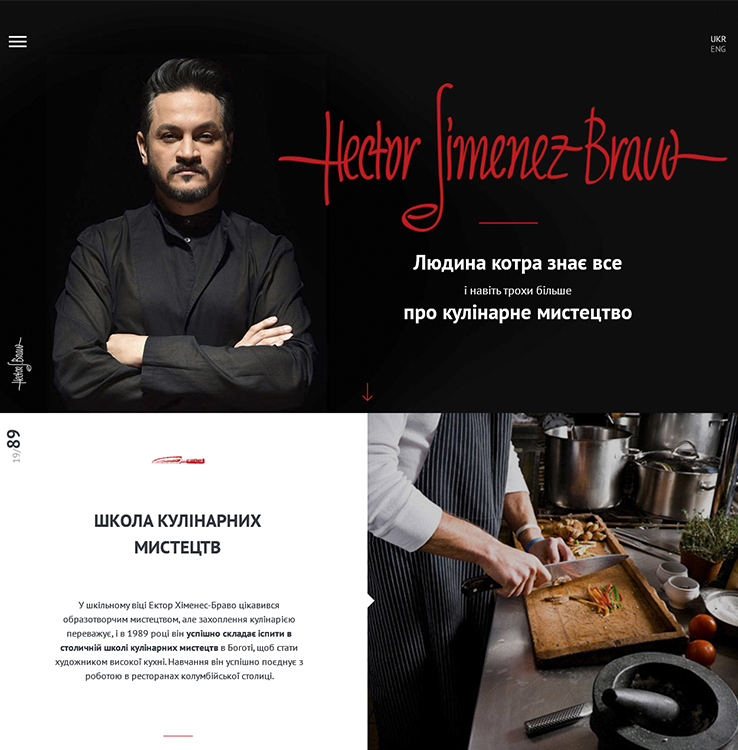 UKR
ENG
Hector Jimenez-Bravo
Людина котра знає все
і навіть трохи більше
про кулінарне мистецтво
Hector Jimenez-Bravo
19/89
ШКОЛА КУЛІНАРНИХ
МИСТЕЦТВ
У шкільному віці Ектор Хіменес-Браво цікавився
образотворчим мистецтвом, але захоплення кулінарією
переважує, і в 1989 році він успішно складає іспити в
столичній школі кулінарних мистецтв в Боготі, щоб стати
художником високої кухні. Навчання він успішно поєднує з
роботою в ресторанах колумбійської столиці.